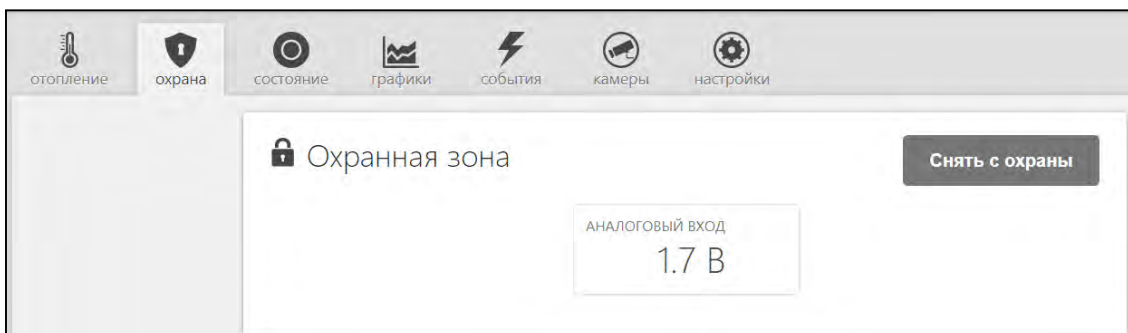 отопление охрана состояние графики события камеры настройки
Охранная зона Снять с охраны
АНАЛОГОВЫЙ ВХОД
1.7 В